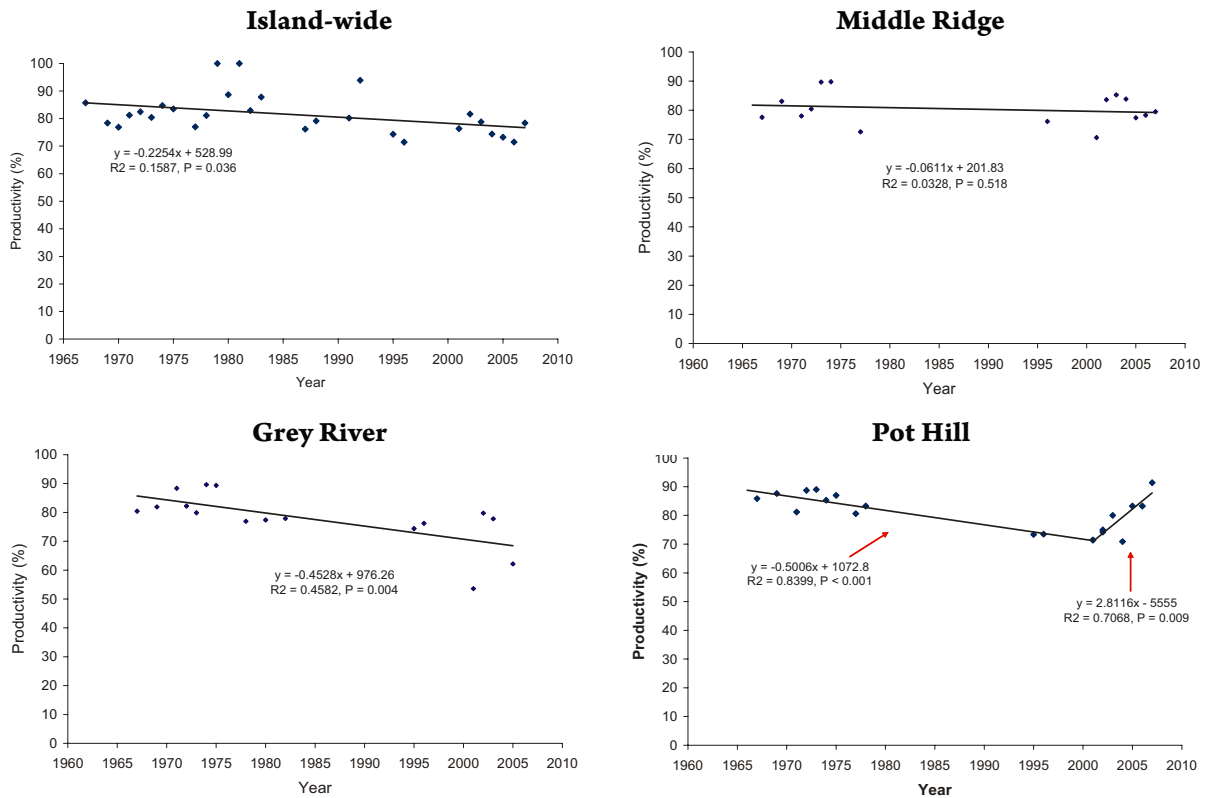 Island-wide
Productivity (%)
100
90
80
70
60
50
40
30
20
10
0
y = -0.2254x + 528.99
R2 = 0.1587, P = 0.036
1965 1970 1975 1980 1985 1990 1995 2000 2005 2010
Year
Middle Ridge
Productivity (%)
100
90
80
70
60
50
40
30
20
10
0
y = -0.0611x + 201.83
R2 = 0.0328, P = 0.518
1960 1965 1970 1975 1980 1985 1990 1995 2000 2005 2010
Year
Grey River
Productivity (%)
100
90
80
70
60
50
40
30
20
10
0
y = -0.4528x + 976.26
R2 = 0.4582, P = 0.004
1960 1965 1970 1975 1980 1985 1990 1995 2000 2005 2010
Year
Pot Hill
Productivity (%)
100
90
80
70
60
50
40
30
20
10
0
y = -0.5006x + 1072.8
R2 = 0.8399, P < 0.001
y = 2.8116x - 5555
R2 = 0.7068, P = 0.009
1960 1965 1970 1975 1980 1985 1990 1995 2000 2005 2010
Year